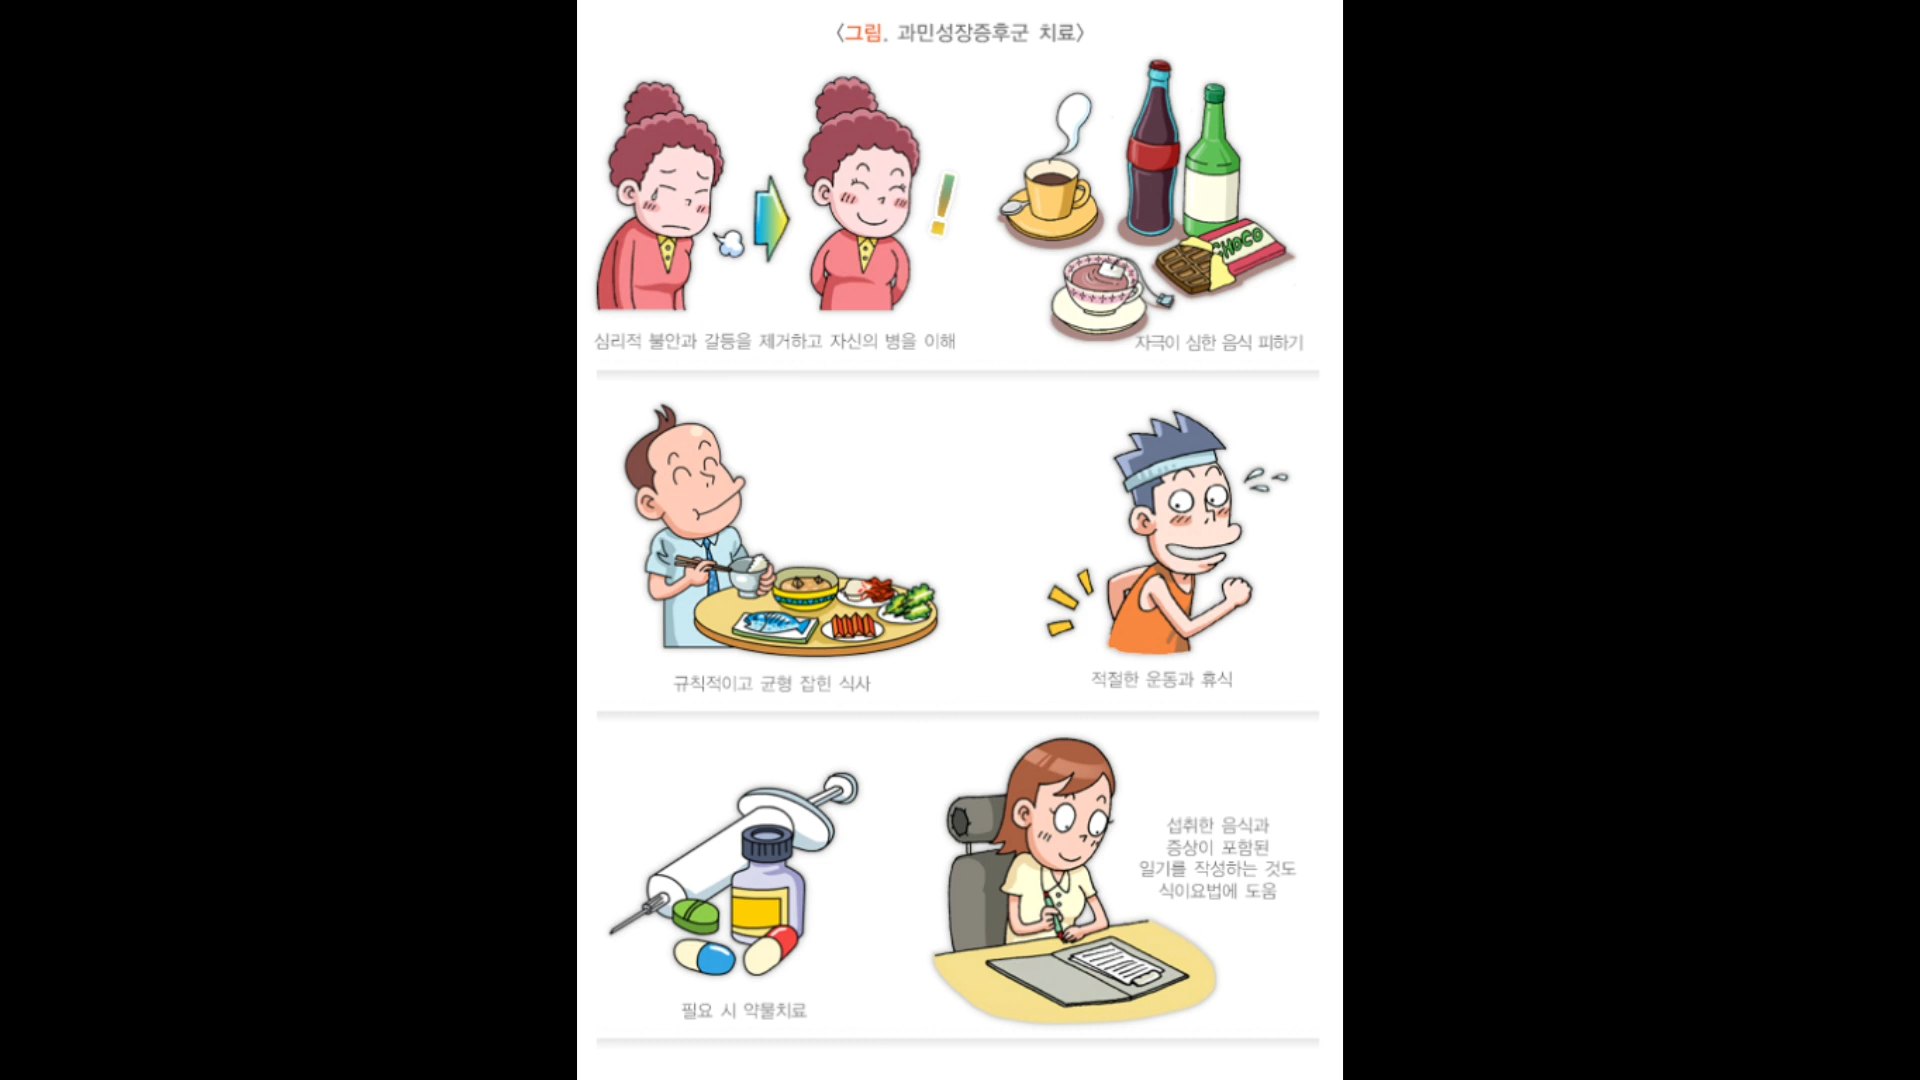 <그림. 과민성장증후군 치료>
CHOCO
심리적 불안과 갈등을 제거하고 자신의 병을 이해
자극이 심한 음식 피하기
규칙적이고 균형 잡힌 식사
적절한 운동과 휴식
섭취한 음식과
증상이 포함된
일기를 작성하는 것도
식이요법에 도움
필요 시 약물치료